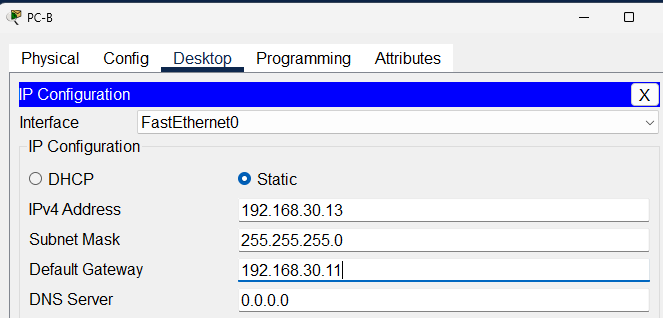 PC-B
Physical Config Desktop Programming Attributes
IP Configuration X
Interface FastEthernet0
IP Configuration
DHCP Static
IPv4 Address 192.168.30.13
Subnet Mask 255.255.255.0
Default Gateway 192.168.30.11
DNS Server 0.0.0.0